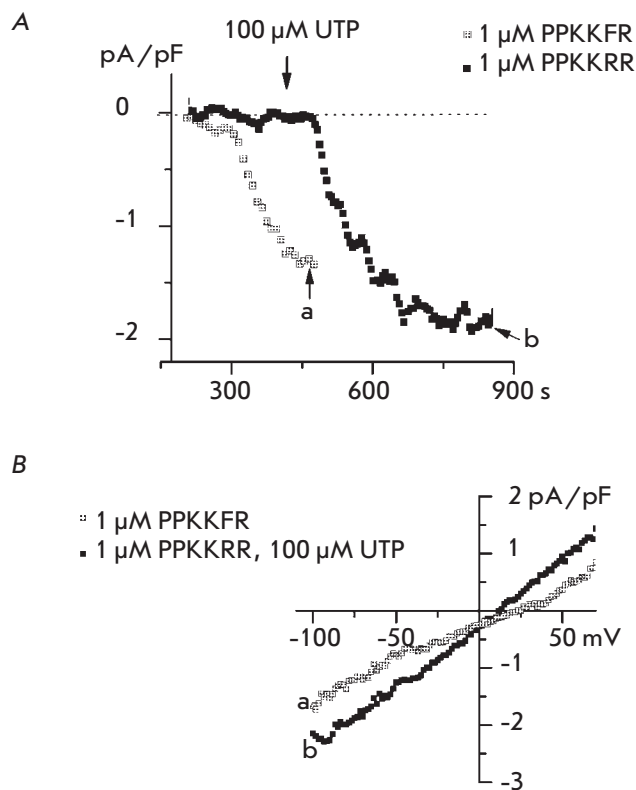 A
100 µM UTP
1 µM PPKKFR
1 µM PPKKRR
pA/pF
0
-1
-2
a
b
300 600 900 s
B
1 µM PPKKFR
1 µM PPKKRR, 100 µM UTP
2 pA/pF
1
-100 -50 0 50 mV
-1
-2
-3
a
b